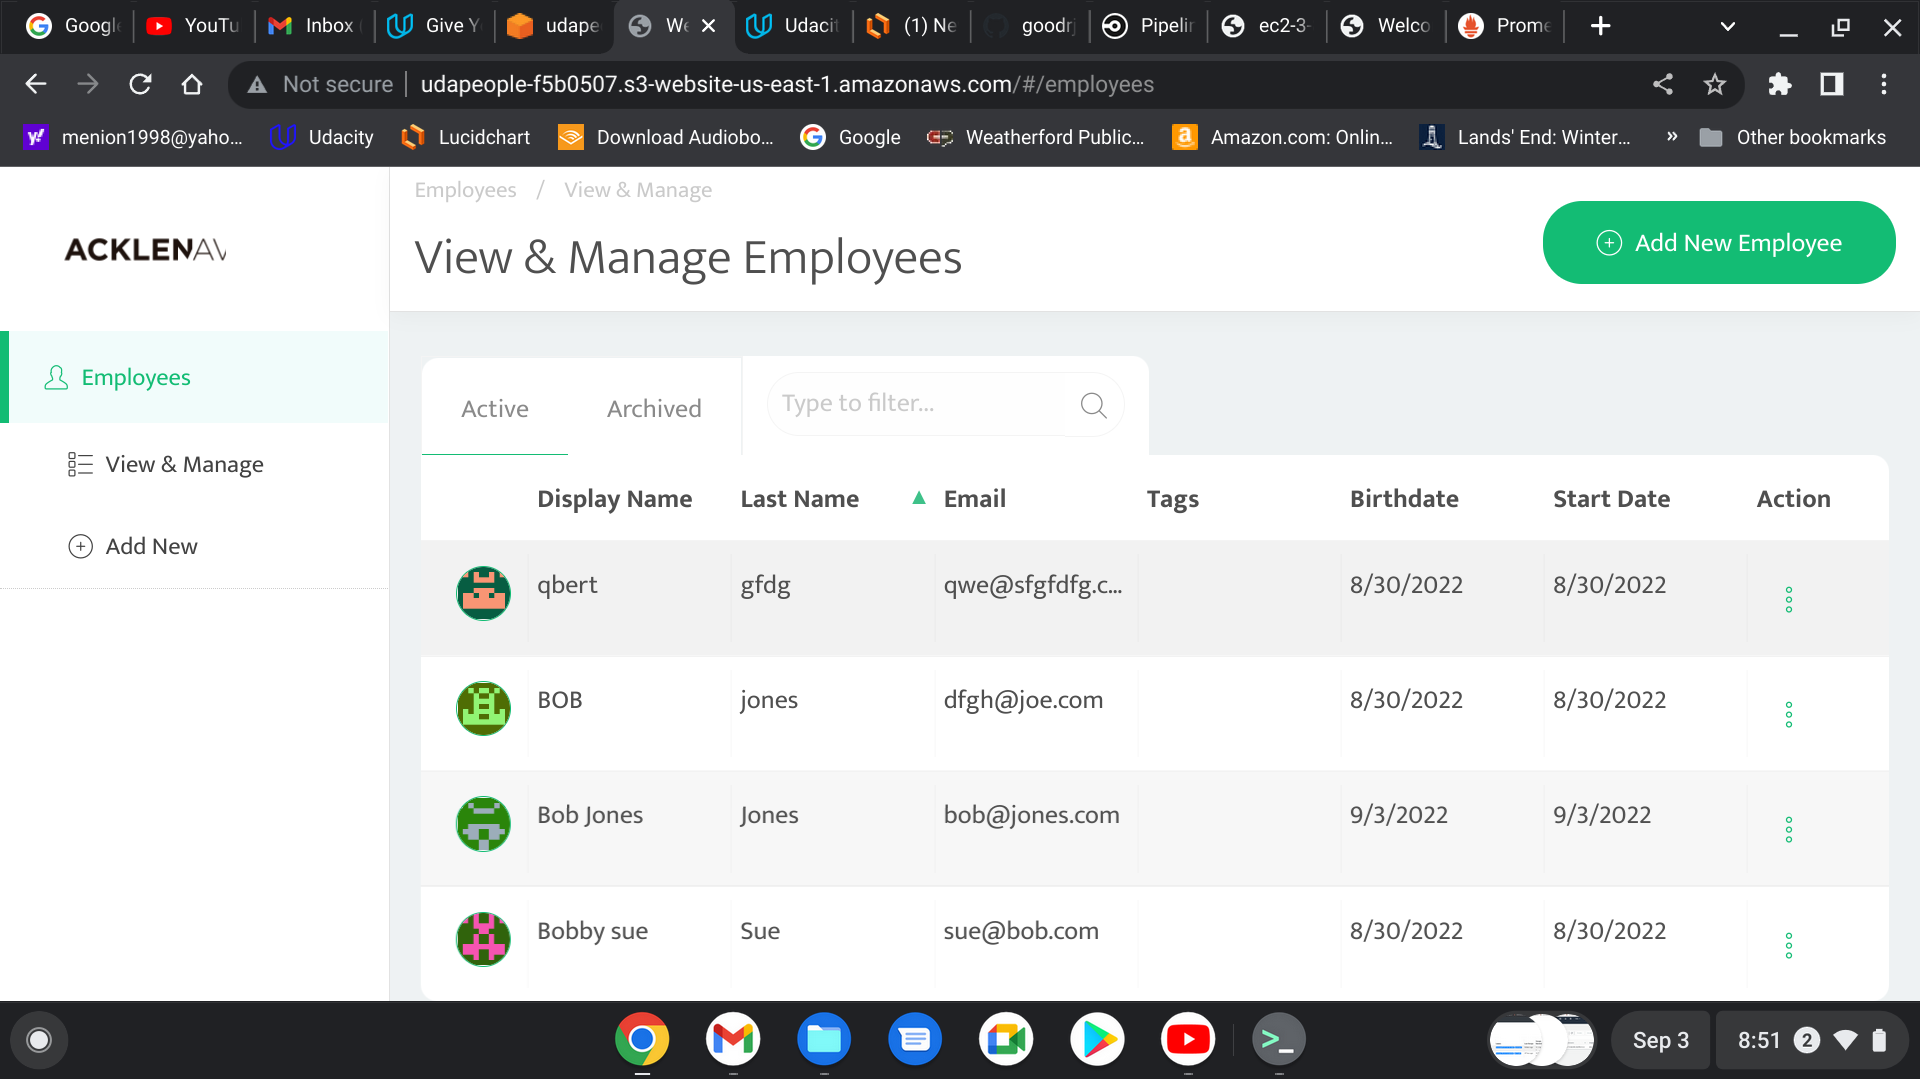 Google
YouTu
Inbox
Give Y
udape
We
Udacit
(1) Ne
goodrj
Pipelin
ec2-3-
Welco
Prome
Not secure
udapeople-f5b0507.s3-website-us-east-1.amazonaws.com/#/employees
menion1998@yaho...
Udacity
Lucidchart
Download Audiobo...
Google
Weatherford Public...
Amazon.com: Onlin...
Lands' End: Winter...
»
Other bookmarks
ACKLENAV
Employees
View & Manage
Add New
Employees / View & Manage
View & Manage Employees
Add New Employee
Active Archived Type to filter...
Display Name Last Name Email Tags Birthdate Start Date Action
qbert gfdg qwe@sfgfdfg.c... 8/30/2022 8/30/2022
BOB jones dfgh@joe.com 8/30/2022 8/30/2022
Bob Jones Jones bob@jones.com 9/3/2022 9/3/2022
Bobby sue Sue sue@bob.com 8/30/2022 8/30/2022
Sep 3
8:51 2